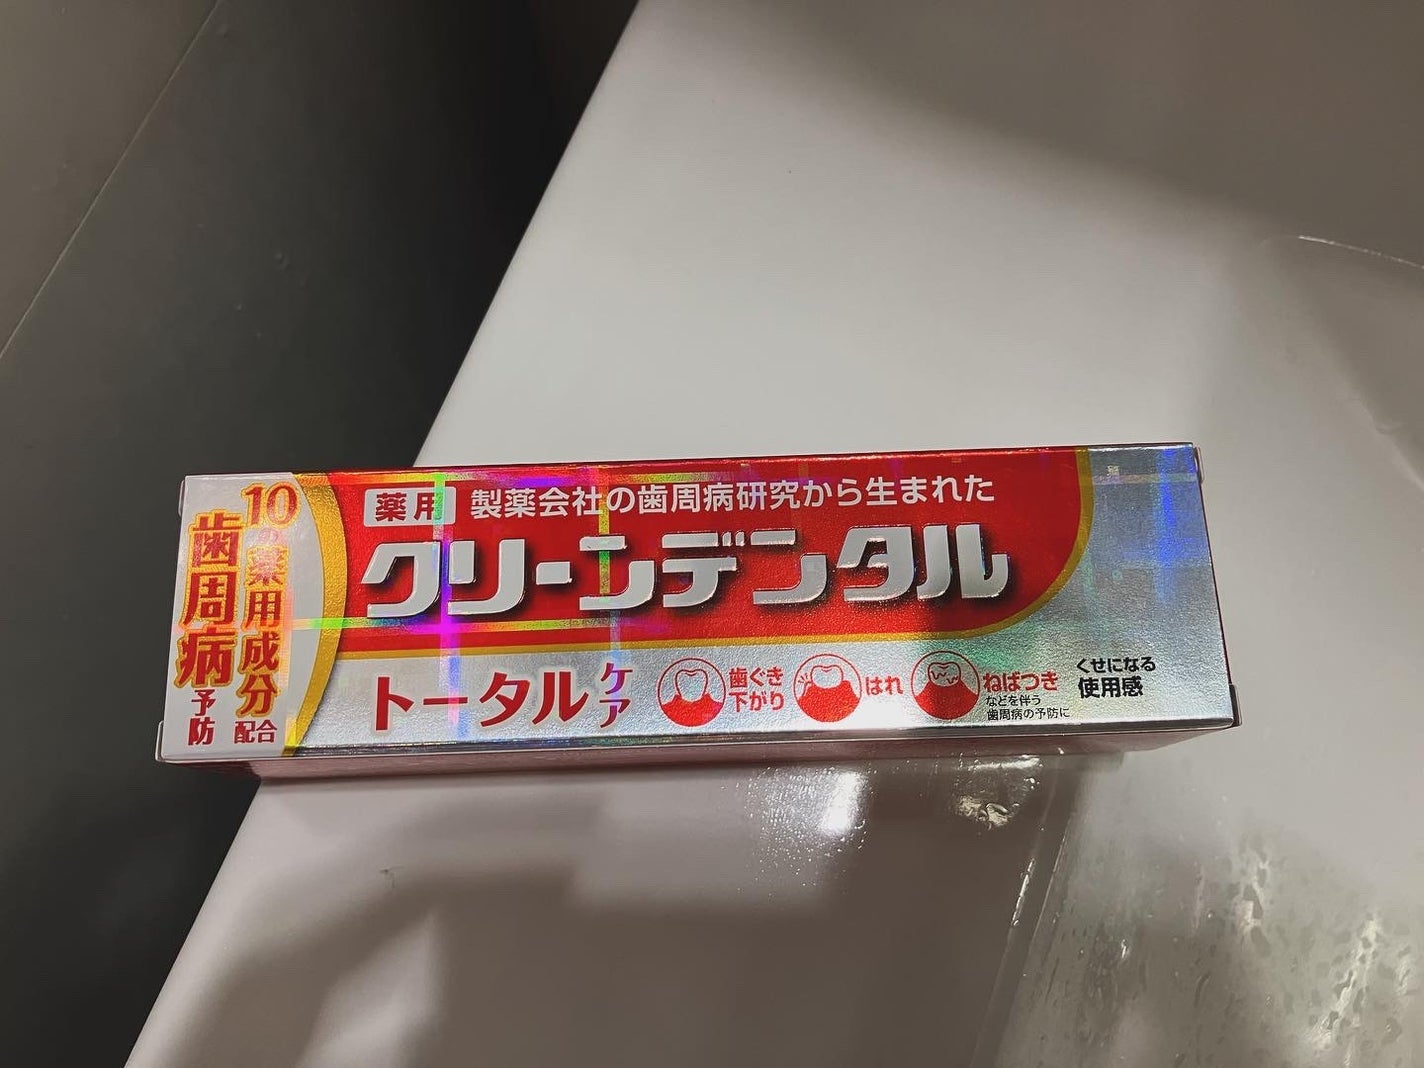 10の薬用成分配合
歯周病予防
薬用 製薬会社の歯周病研究から生まれた
クリーンデンタル
トータルケア
歯ぐき
下がり
はれ
ねばつき
などを伴う
歯周病の予防に
くせになる
使用感